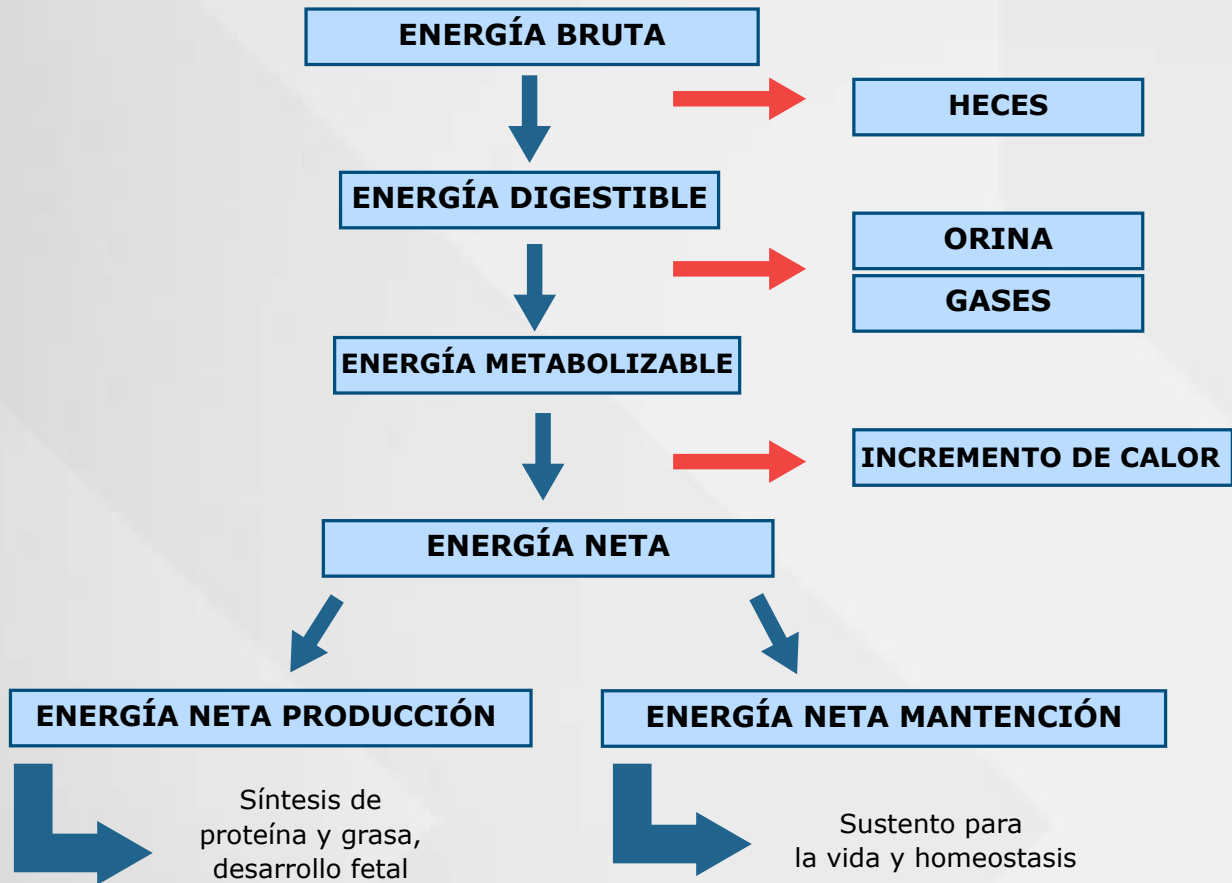 ENERGÍA BRUTA
HECES
ENERGÍA DIGESTIBLE
ORINA
GASES
ENERGÍA METABOLIZABLE
INCREMENTO DE CALOR
ENERGÍA NETA
ENERGÍA NETA PRODUCCIÓN
ENERGÍA NETA MANTENCIÓN
Síntesis de
proteína y grasa,
desarrollo fetal
Sustento para
la vida y homeostasis